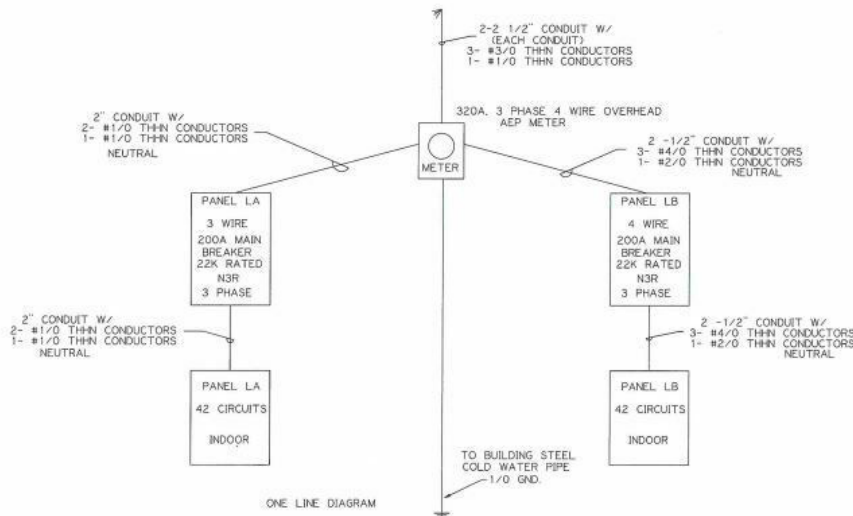 2-2 1/2" CONDUIT W/
(EACH CONDUIT)
3- #3/0 THHN CONDUCTORS
1- #1/0 THHN CONDUCTORS
320A, 3 PHASE 4 WIRE OVERHEAD
AEP METER
2" CONDUIT W/
2- #1/0 THHN CONDUCTORS
1- #1/0 THHN CONDUCTORS
NEUTRAL
METER
2 -1/2" CONDUIT W/
3- #4/0 THHN CONDUCTORS
1- #2/0 THHN CONDUCTORS
NEUTRAL
PANEL LA
3 WIRE
200A MAIN
BREAKER
22K RATED
N3R
3 PHASE
PANEL LB
4 WIRE
200A MAIN
BREAKER
22K RATED
N3R
3 PHASE
2" CONDUIT W/
2- #1/0 THHN CONDUCTORS
1- #1/0 THHN CONDUCTORS
NEUTRAL
2 -1/2" CONDUIT W/
3- #4/0 THHN CONDUCTORS
1- #2/0 THHN CONDUCTORS
NEUTRAL
PANEL LA
42 CIRCUITS
INDOOR
PANEL LB
42 CIRCUITS
INDOOR
TO BUILDING STEEL
COLD WATER PIPE
1/0 GND.
ONE LINE DIAGRAM